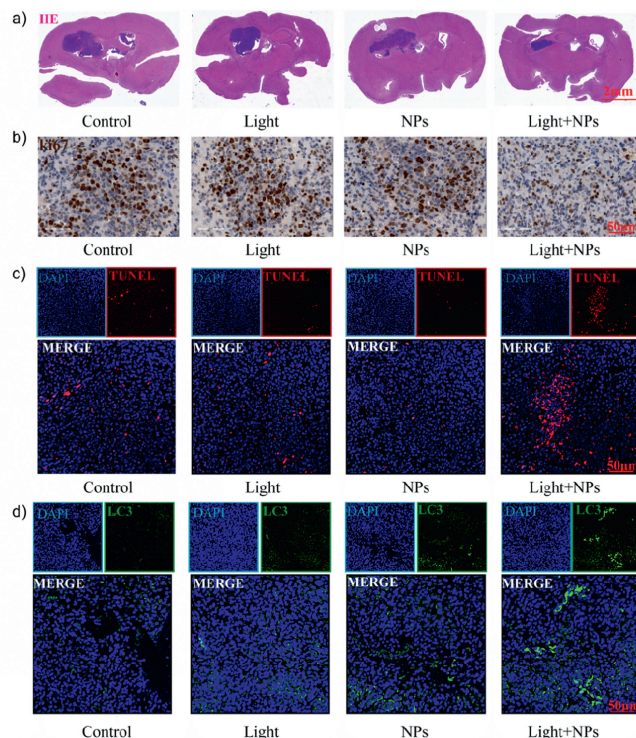 a) HE
2mm
Control Light NPs Light+NPs
b) ki67
50μm
Control Light NPs Light+NPs
c) DAPI TUNEL DAPI TUNEL DAPI TUNEL DAPI TUNEL
MERGE MERGE MERGE MERGE
50μm
Control Light NPs Light+NPs
d) DAPI LC3 DAPI LC3 DAPI LC3 DAPI LC3
MERGE MERGE MERGE MERGE
50μm
Control Light NPs Light+NPs